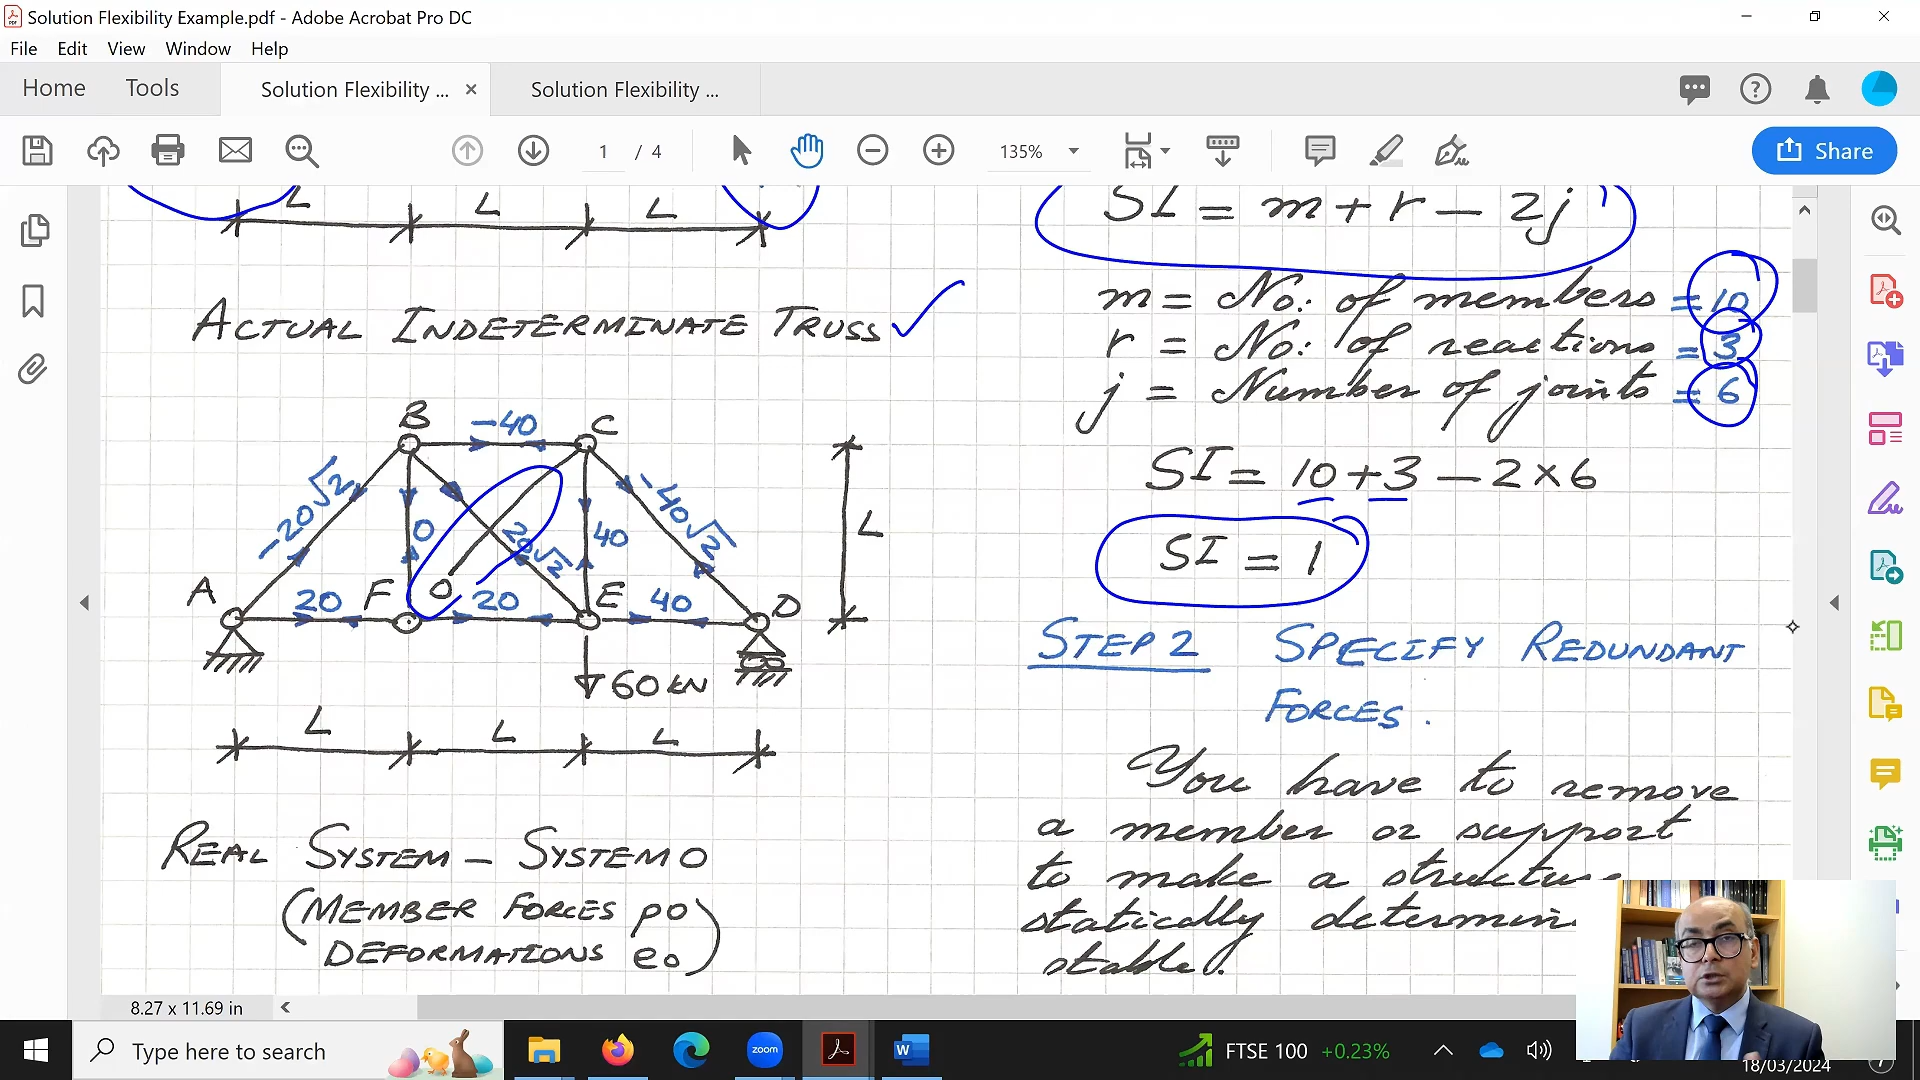 Solution Flexibility Example.pdf - Adobe Acrobat Pro DC
File Edit View Window Help
Home Tools Solution Flexibility ... × Solution Flexibility ...
1 / 4 135% Share
L L L
SI = m + r - 2j
ACTUAL INDETERMINATE TRUSS
m = No: of members = 10
r = No: of reactions = 3
j = Number of joints = 6
SI = 10 + 3 - 2 × 6
SI = 1
B -40 C
-20√2 0 20√2 40 -40√2 L
A 20 F 0 20 E 40 D
60 KN
L L L
STEP 2 SPECIFY REDUNDANT
FORCES.
You have to remove
a member or support
to make a structure
statically
stable.
REAL SYSTEM - SYSTEM 0
(MEMBER FORCES p0
DEFORMATIONS e0)
8.27 x 11.69 in
Type here to search
zoom
W
FTSE 100 +0.23%
18/03/2024